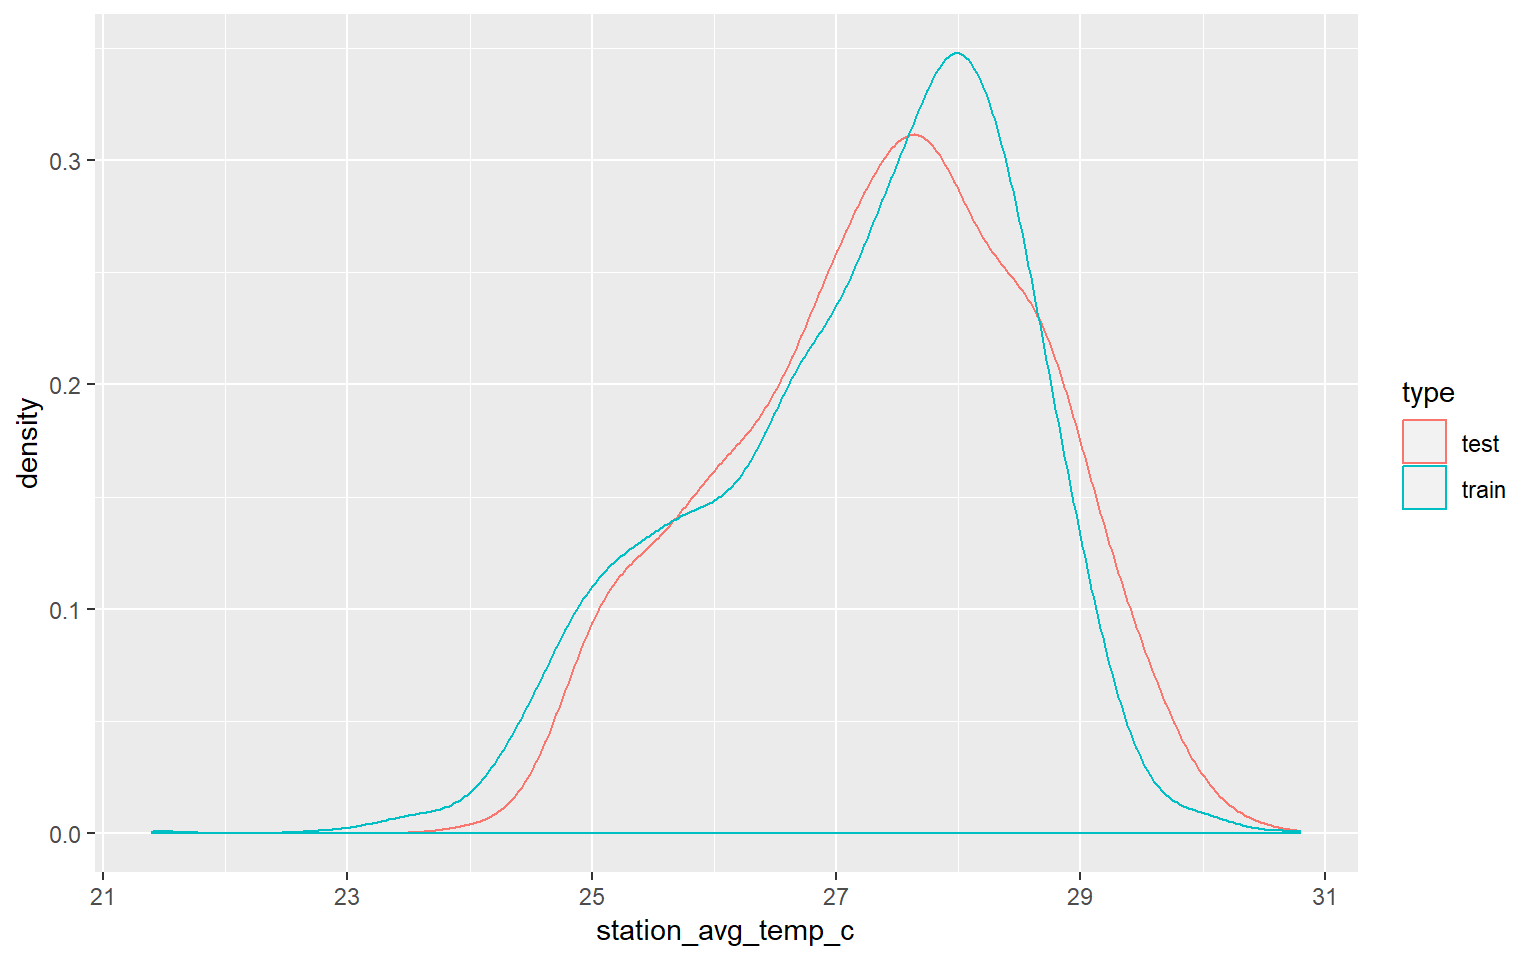 0.3
0.2
0.1
0.0
density
21 23 25 27 29 31
station_avg_temp_c
type
test
train